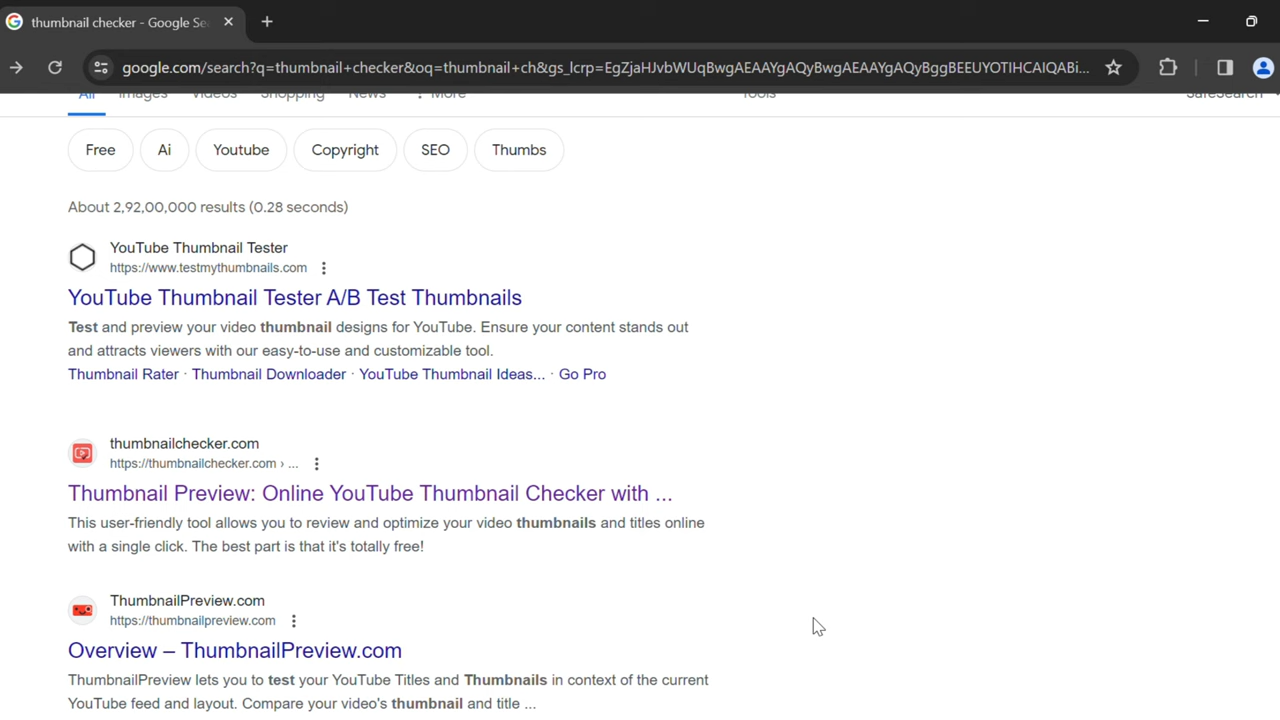 thumbnail checker - Google Se
google.com/search?q=thumbnail+checker&oq=thumbnail+ch&gs_lcrp=EgZjaHJvbWUqBwgAEAAYgAQyBwgAEAAYgAQyBggBEEUYOTIHCAIQABi...
All Images Videos Shopping News More Tools SafeSearch
Free Ai Youtube Copyright SEO Thumbs
About 2,92,00,000 results (0.28 seconds)
YouTube Thumbnail Tester
https://www.testmythumbnails.com
YouTube Thumbnail Tester A/B Test Thumbnails
Test and preview your video thumbnail designs for YouTube. Ensure your content stands out
and attracts viewers with our easy-to-use and customizable tool.
Thumbnail Rater · Thumbnail Downloader · YouTube Thumbnail Ideas... · Go Pro
thumbnailchecker.com
https://thumbnailchecker.com › ...
Thumbnail Preview: Online YouTube Thumbnail Checker with ...
This user-friendly tool allows you to review and optimize your video thumbnails and titles online
with a single click. The best part is that it's totally free!
ThumbnailPreview.com
https://thumbnailpreview.com
Overview – ThumbnailPreview.com
ThumbnailPreview lets you to test your YouTube Titles and Thumbnails in context of the current
YouTube feed and layout. Compare your video's thumbnail and title ...